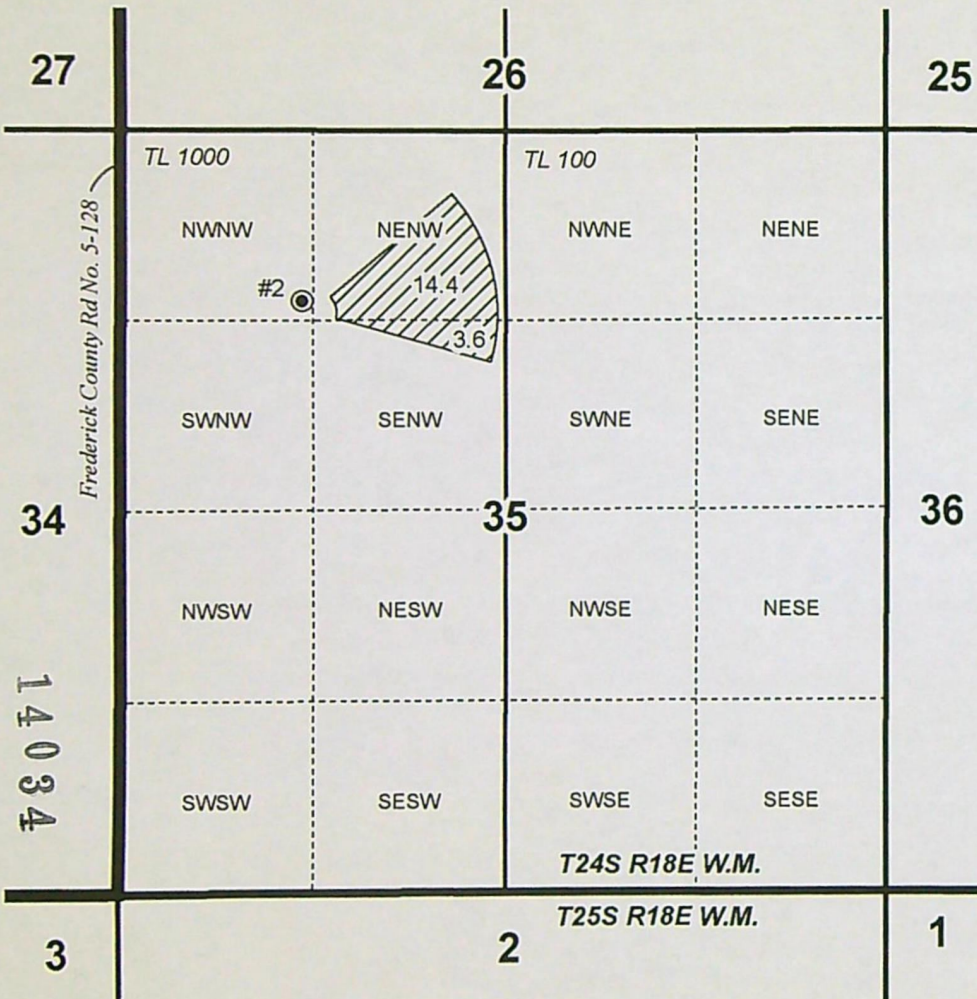 27
26
25
TL 1000
TL 100
NWNW
NENW
NWNE
NENE
#2
14.4
3.6
Frederick County Rd No. 5-128
SWNW
SENW
SWNE
SENE
34
35
36
NWSW
NESW
NWSE
NESE
14034
SWSW
SESW
SWSE
SESE
T24S R18E W.M.
T25S R18E W.M.
3
2
1